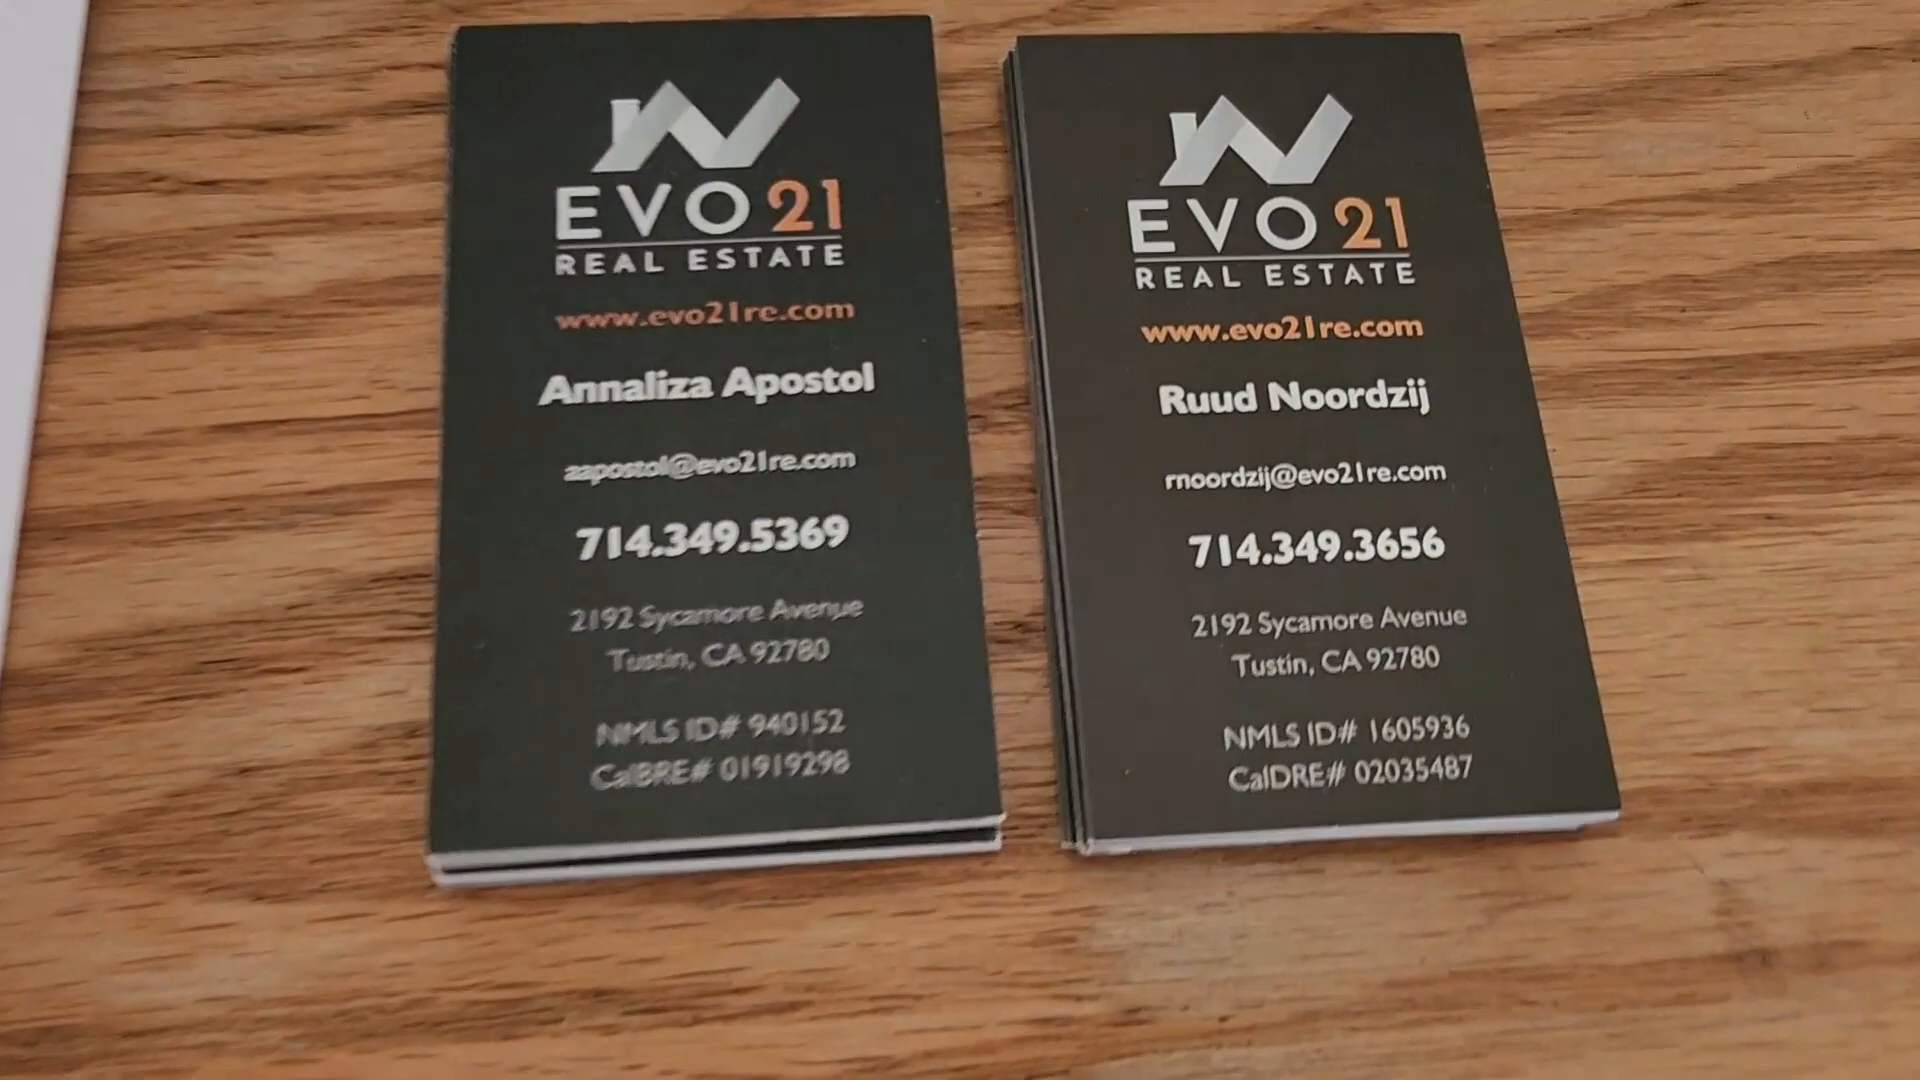 EVO21
REAL ESTATE
www.evo21re.com
Annaliza Apostol
aapostol@evo21re.com
714.349.5369
2192 Sycamore Avenue
Tustin, CA 92780
NMLS ID# 940152
CalBRE# 01919298
EVO21
REAL ESTATE
www.evo21re.com
Ruud Noordzij
rnoordzij@evo21re.com
714.349.3656
2192 Sycamore Avenue
Tustin, CA 92780
NMLS ID# 1605936
CalDRE# 02035487